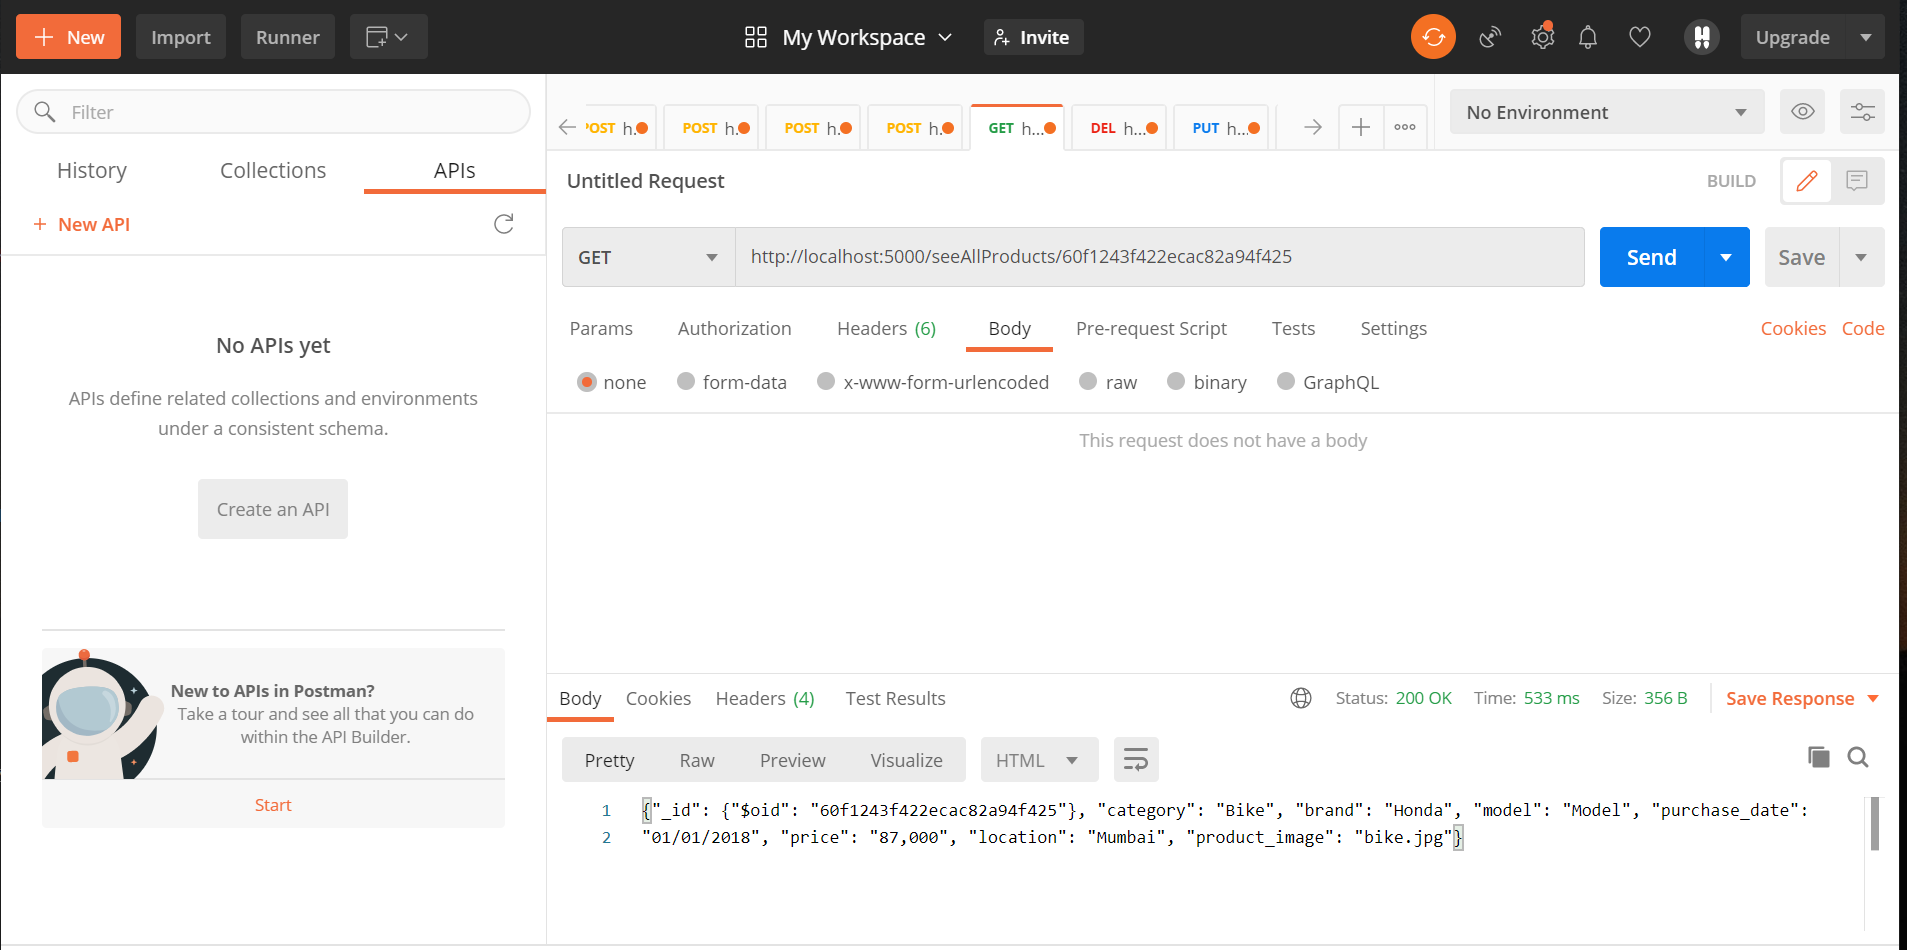 New
Import
Runner
My Workspace
Invite
Upgrade
Filter
History
Collections
APIs
+ New API
No APIs yet
APIs define related collections and environments
under a consistent schema.
Create an API
New to APIs in Postman?
Take a tour and see all that you can do
within the API Builder.
Start
POST h.
POST h.
POST h.
POST h.
GET h...
DEL h...
PUT h...
No Environment
Untitled Request
BUILD
GET
http://localhost:5000/seeAllProducts/60f1243f422ecac82a94f425
Send
Save
Params
Authorization
Headers (6)
Body
Pre-request Script
Tests
Settings
Cookies
Code
none
form-data
x-www-form-urlencoded
raw
binary
GraphQL
This request does not have a body
Body
Cookies
Headers (4)
Test Results
Status: 200 OK
Time: 533 ms
Size: 356 B
Save Response
Pretty
Raw
Preview
Visualize
HTML
1 {"_id": {"$oid": "60f1243f422ecac82a94f425"}, "category": "Bike", "brand": "Honda", "model": "Model", "purchase_date":
2 "01/01/2018", "price": "87,000", "location": "Mumbai", "product_image": "bike.jpg"}